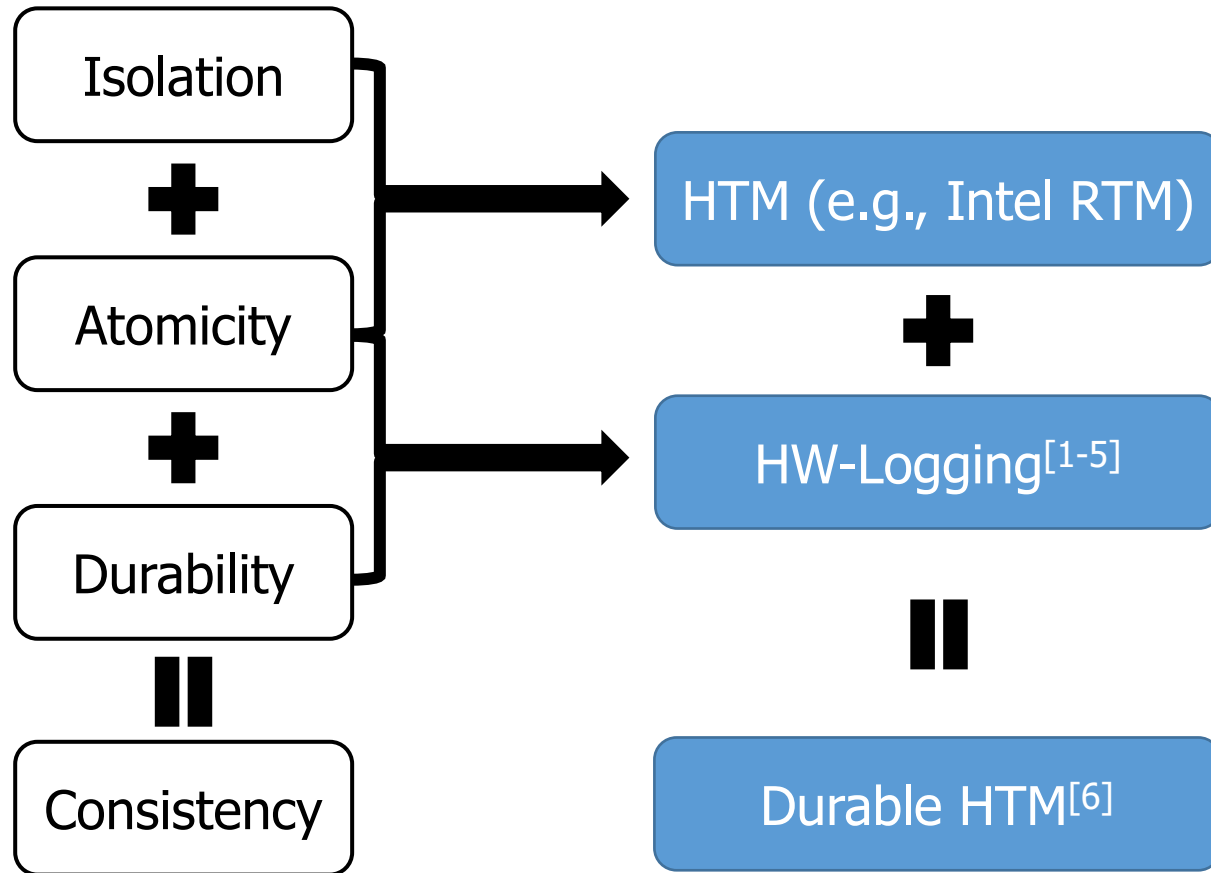 Isolation
Atomicity
Durability
Consistency
HTM (e.g., Intel RTM)
HW-Logging[1-5]
Durable HTM[6]